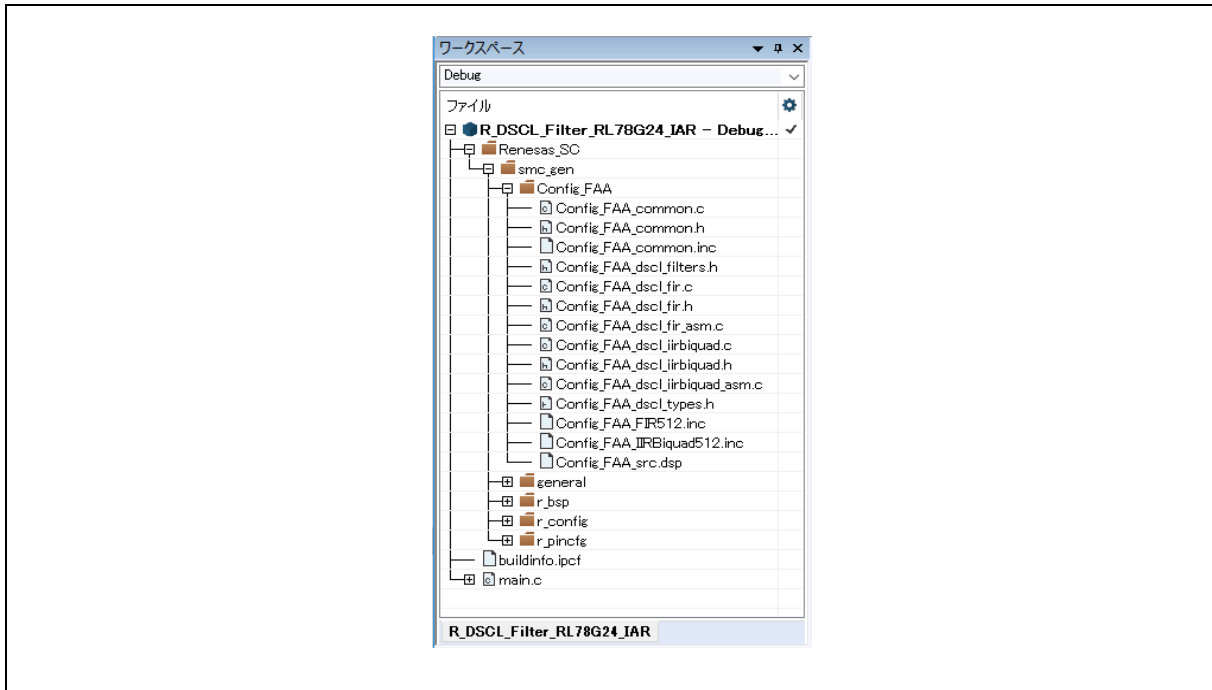 ワークスペース
Debug
ファイル
R_DSCL_Filter_RL78G24_IAR - Debug...
Renesas_SC
smc_gen
Config_FAA
Config_FAA_common.c
Config_FAA_common.h
Config_FAA_common.inc
Config_FAA_dscl_filters.h
Config_FAA_dscl_fir.c
Config_FAA_dscl_fir.h
Config_FAA_dscl_fir_asm.c
Config_FAA_dscl_iirbiquad.c
Config_FAA_dscl_iirbiquad.h
Config_FAA_dscl_iirbiquad_asm.c
Config_FAA_dscl_types.h
Config_FAA_FIR512.inc
Config_FAA_IIRBiquad512.inc
Config_FAA_src.dsp
general
r_bsp
r_config
r_pincfg
buildinfo.ipcf
main.c
R_DSCL_Filter_RL78G24_IAR